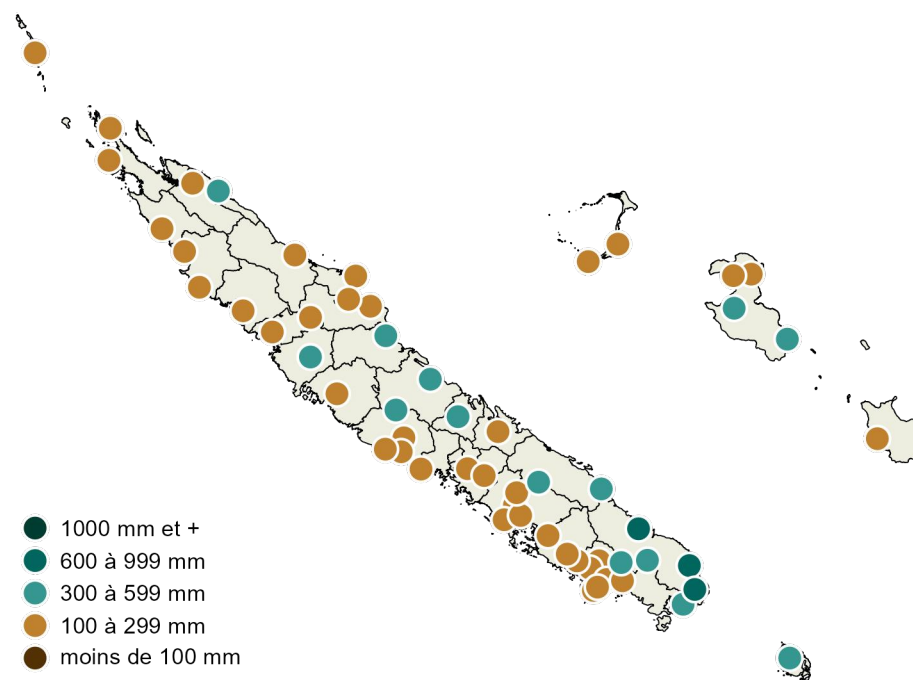 1000 mm et +
600 à 999 mm
300 à 599 mm
100 à 299 mm
moins de 100 mm